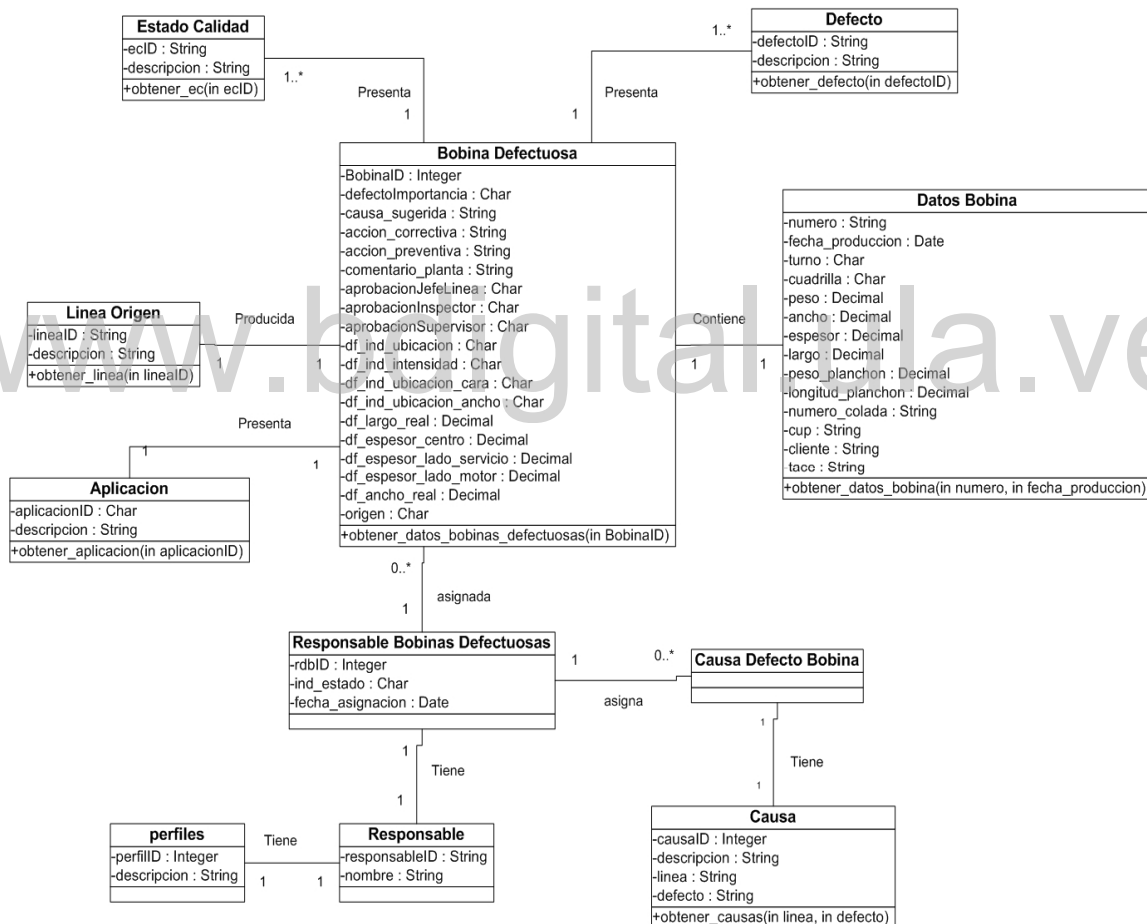 Estado Calidad
-ecID : String
-descripcion : String
+obtener_ec(in ecID)
1..*
Presenta
1
Defecto
-defectoID : String
-descripcion : String
+obtener_defecto(in defectoID)
1..*
Presenta
1
Bobina Defectuosa
-BobinaID : Integer
-defectoImportancia : Char
-causa_sugerida : String
-accion_correctiva : String
-accion_preventiva : String
-comentario_planta : String
-aprobacionJefeLinea : Char
-aprobacionInspector : Char
-aprobacionSupervisor : Char
-df_ind_ubicacion : Char
-df_ind_intensidad : Char
-df_ind_ubicacion_cara : Char
-df_ind_ubicacion_ancho : Char
-df_largo_real : Decimal
-df_espesor_centro : Decimal
-df_espesor_lado_servicio : Decimal
-df_espesor_lado_motor : Decimal
-df_ancho_real : Decimal
-origen : Char
+obtener_datos_bobinas_defectuosas(in BobinaID)
Datos Bobina
-numero : String
-fecha_produccion : Date
-turno : Char
-cuadrilla : Char
-peso : Decimal
-ancho : Decimal
-espesor : Decimal
-largo : Decimal
-peso_planchon : Decimal
-longitud_planchon : Decimal
-numero_colada : String
-cup : String
-cliente : String
-tacc : String
+obtener_datos_bobina(in numero, in fecha_produccion)
Contiene
1
1
Linea Origen
-lineaID : String
-descripcion : String
+obtener_linea(in lineaID)
Producida
1
1
Presenta
1
1
Aplicacion
-aplicacionID : Char
-descripcion : String
+obtener_aplicacion(in aplicacionID)
www.bdigital.ula.ve
0..*
asignada
1
Responsable Bobinas Defectuosas
-rdbID : Integer
-ind_estado : Char
-fecha_asignacion : Date
1
0..*
asigna
Causa Defecto Bobina
1
Tiene
1
1
Tiene
1
perfiles
-perfilID : Integer
-descripcion : String
Tiene
1
1
Responsable
-responsableID : String
-nombre : String
Causa
-causaID : Integer
-descripcion : String
-linea : String
-defecto : String
+obtener_causas(in linea, in defecto)